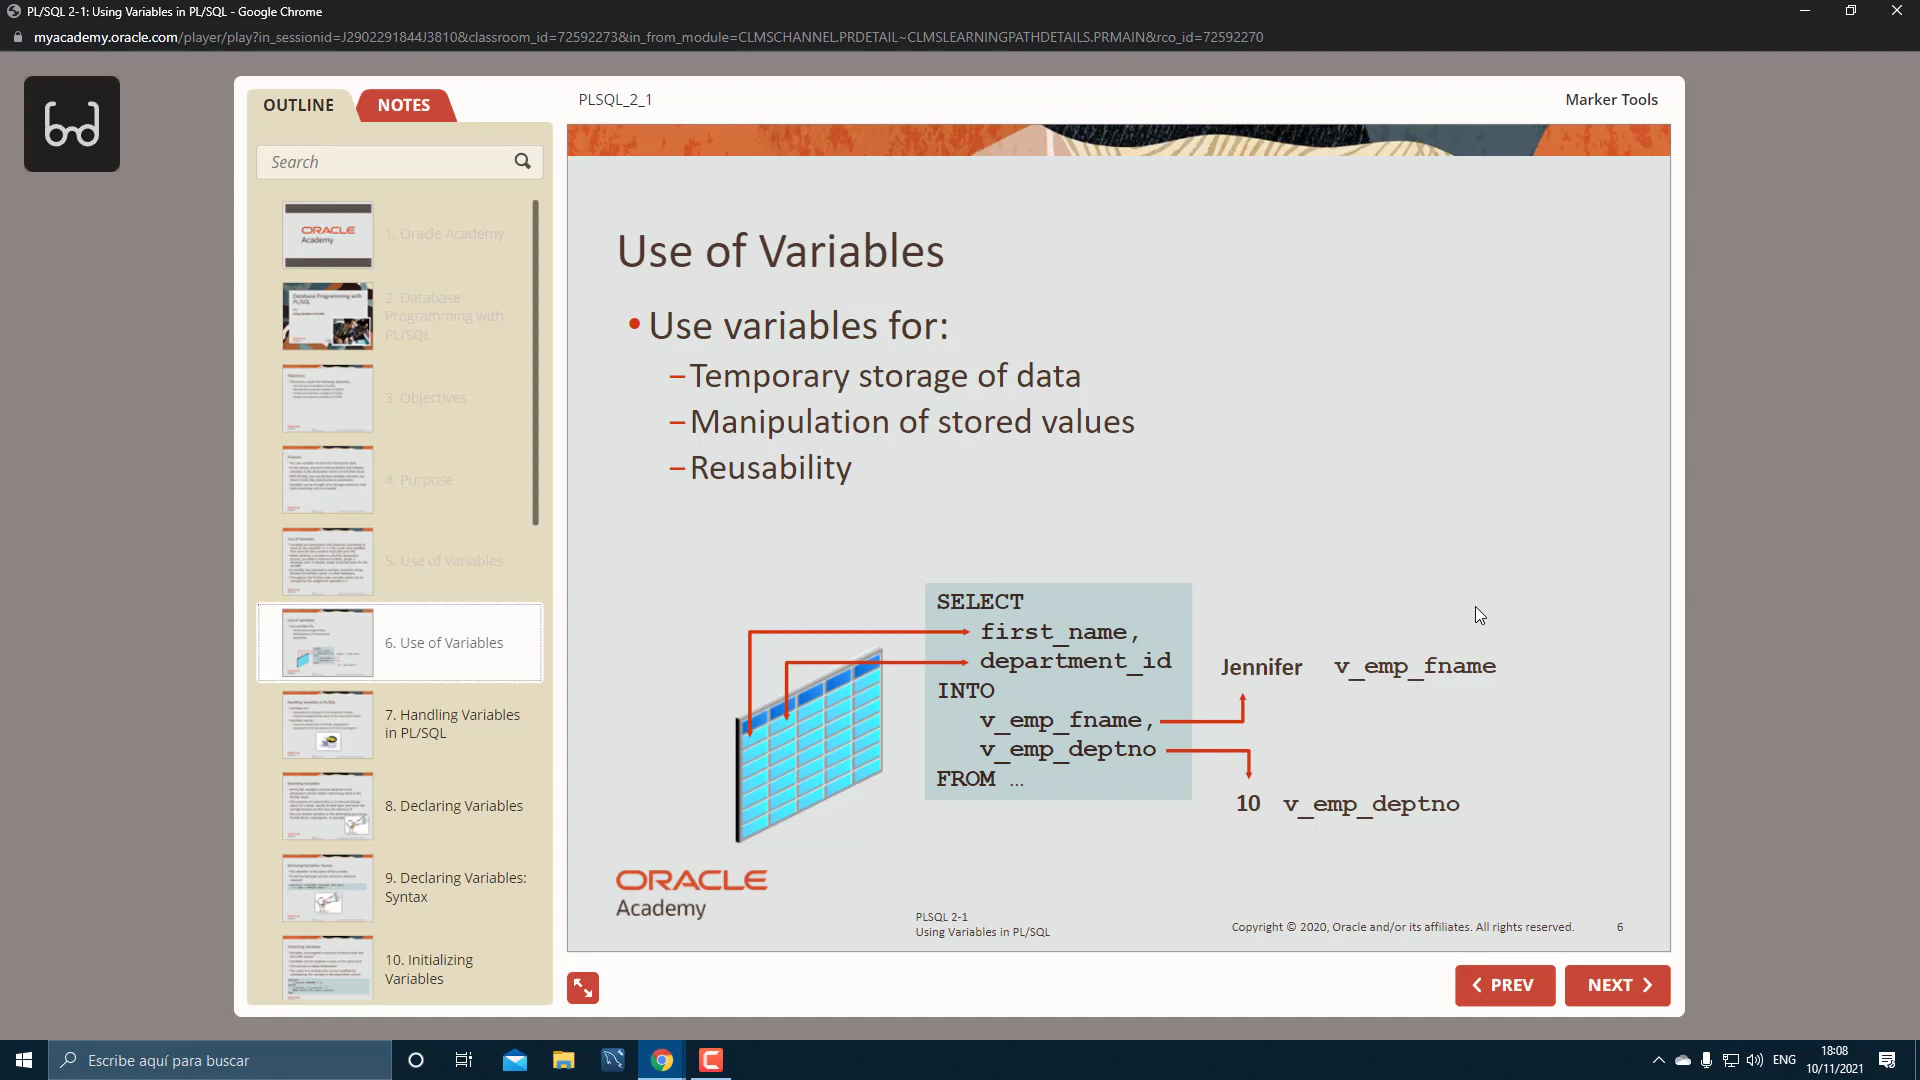 PL/SQL 2-1: Using Variables in PL/SQL - Google Chrome
myacademy.oracle.com/player/play?in_sessionid=J2902291844J3810&classroom_id=72592273&in_from_module=CLMSCHANNEL.PRDETAIL~CLMSLEARNINGPATHDETAILS.PRMAIN&rco_id=72592270
OUTLINE
NOTES
Search
ORACLE
Academy
1. Oracle Academy
2. Database
Programming with
PL/SQL
3. Objectives
4. Purpose
5. Use of Variables
6. Use of Variables
7. Handling Variables
in PL/SQL
8. Declaring Variables
9. Declaring Variables:
Syntax
10. Initializing
Variables
PLSQL_2_1
Marker Tools
Use of Variables
•Use variables for:
–Temporary storage of data
–Manipulation of stored values
–Reusability
SELECT
first_name,
department_id
INTO
v_emp_fname,
v_emp_deptno
FROM …
Jennifer v_emp_fname
10 v_emp_deptno
ORACLE
Academy
PLSQL 2-1
Using Variables in PL/SQL
Copyright © 2020, Oracle and/or its affiliates. All rights reserved.
6
PREV
NEXT
Escribe aquí para buscar
ENG
18:08
10/11/2021